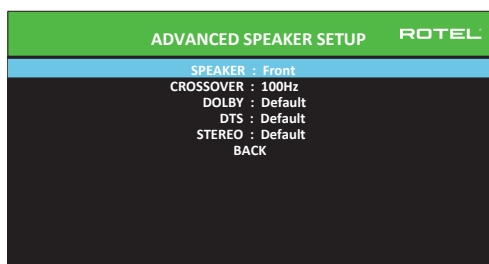 ADVANCED SPEAKER SETUP ROTEL
SPEAKER : Front
CROSSOVER : 100Hz
DOLBY : Default
DTS : Default
STEREO : Default
BACK